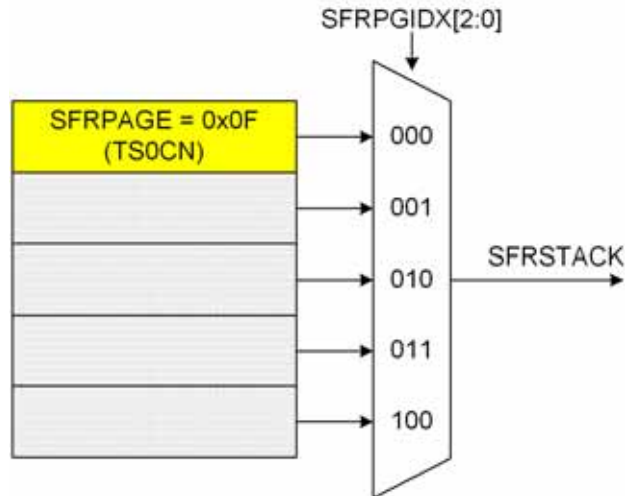 SFRPGIDX[2:0]
SFRPAGE = 0x0F
(TS0CN)
000
001
010
SFRSTACK
011
100